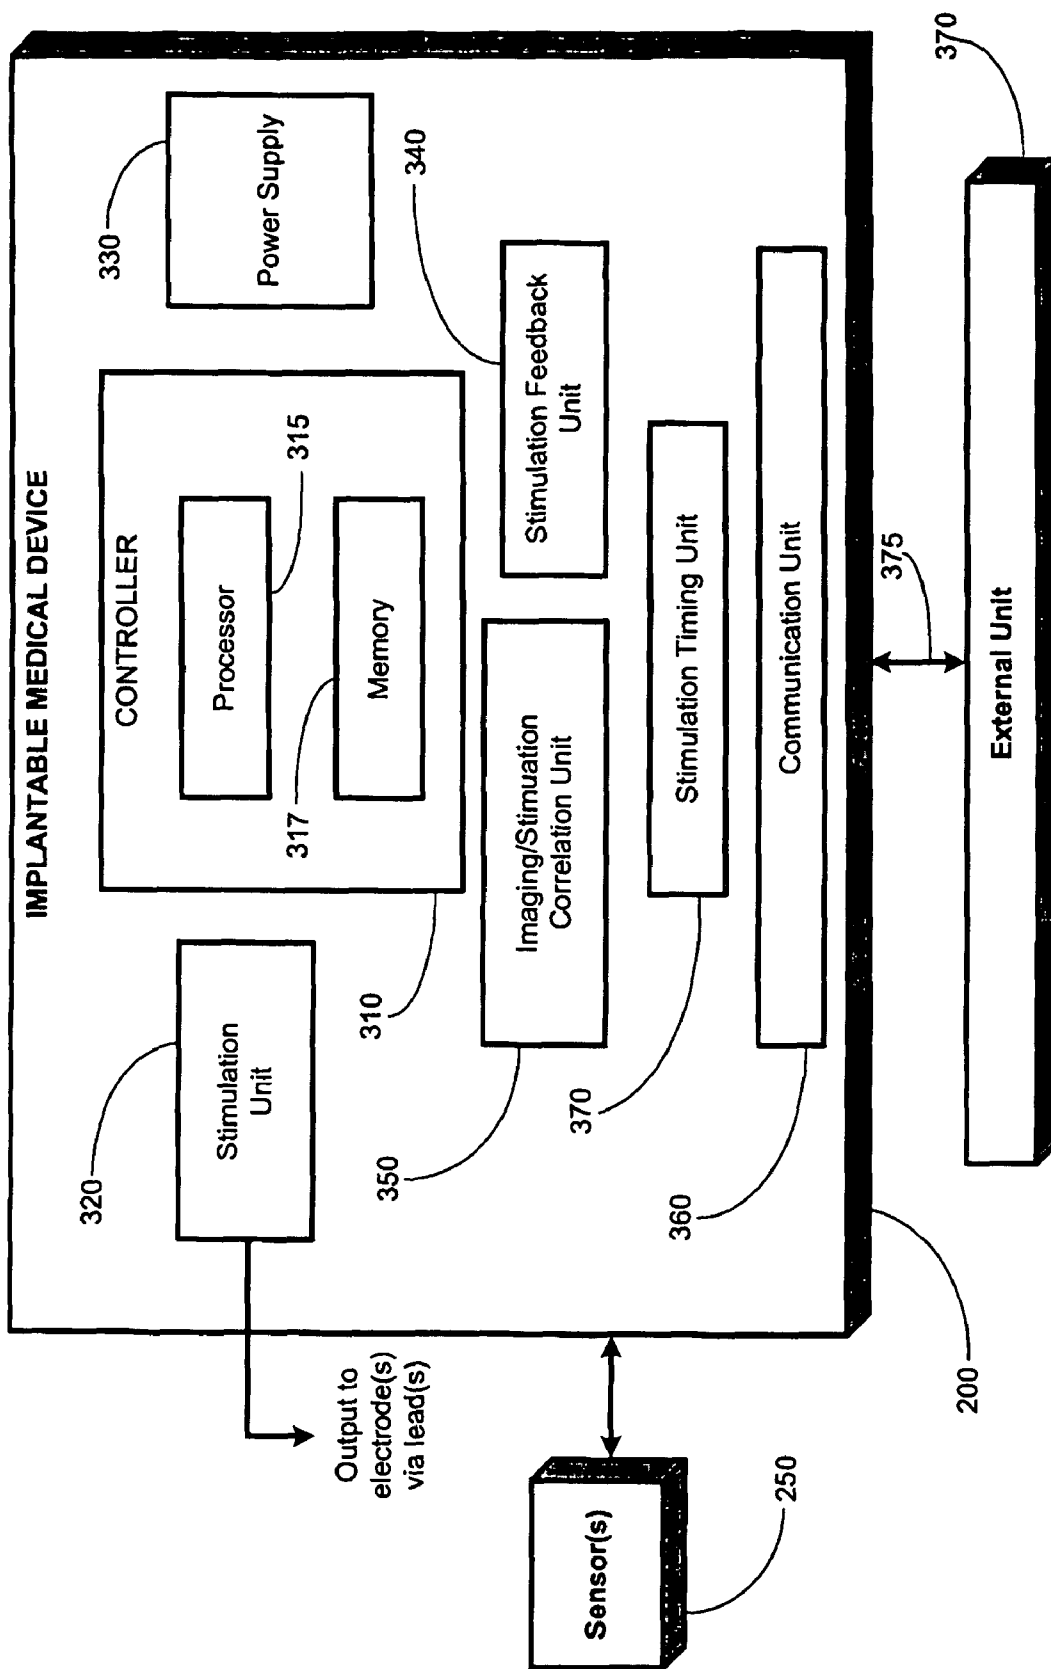 IMPLANTABLE MEDICAL DEVICE
320
Stimulation
Unit
Output to
electrode(s)
via lead(s)
CONTROLLER
Processor
315
317
Memory
310
330
Power Supply
340
Stimulation Feedback
Unit
Imaging/Stimuation
Correlation Unit
350
Stimulation Timing Unit
370
Communication Unit
360
Sensor(s)
250
200
375
External Unit
370